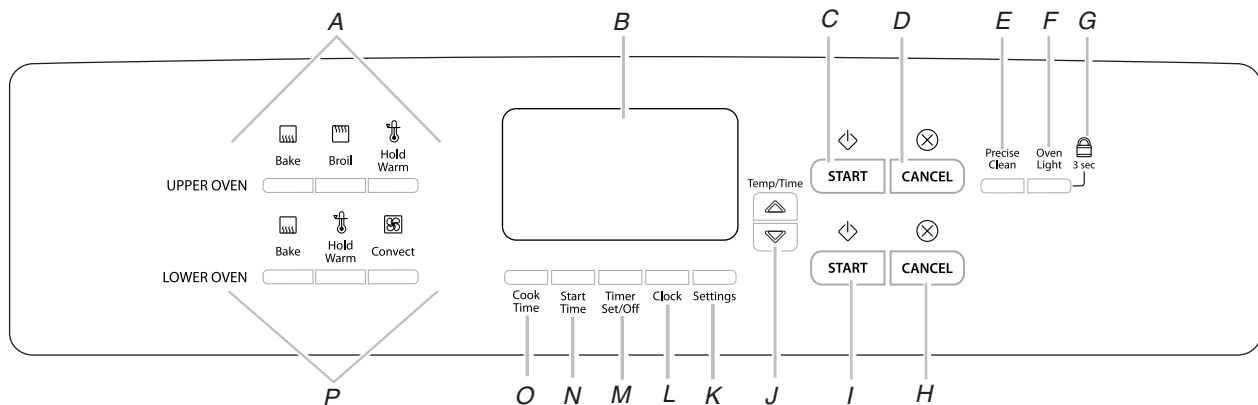 A B C D E F G
Bake Broil Hold Warm
UPPER OVEN
Bake Hold Warm Convect
LOWER OVEN
Temp/Time
START CANCEL
Precise Clean
Oven Light
3 sec
START CANCEL
Cook Time
Start Time
Timer Set/Off
Clock
Settings
P O N M L K J I H